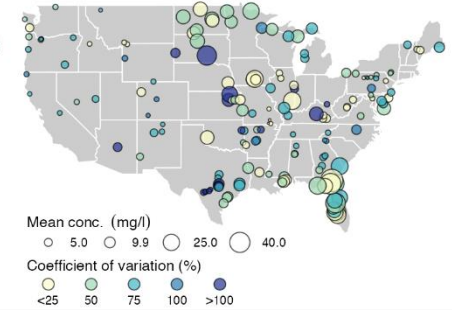 Mean conc. (mg/l)
5.0 9.9 25.0 40.0
Coefficient of variation (%)
<25 50 75 100 >100